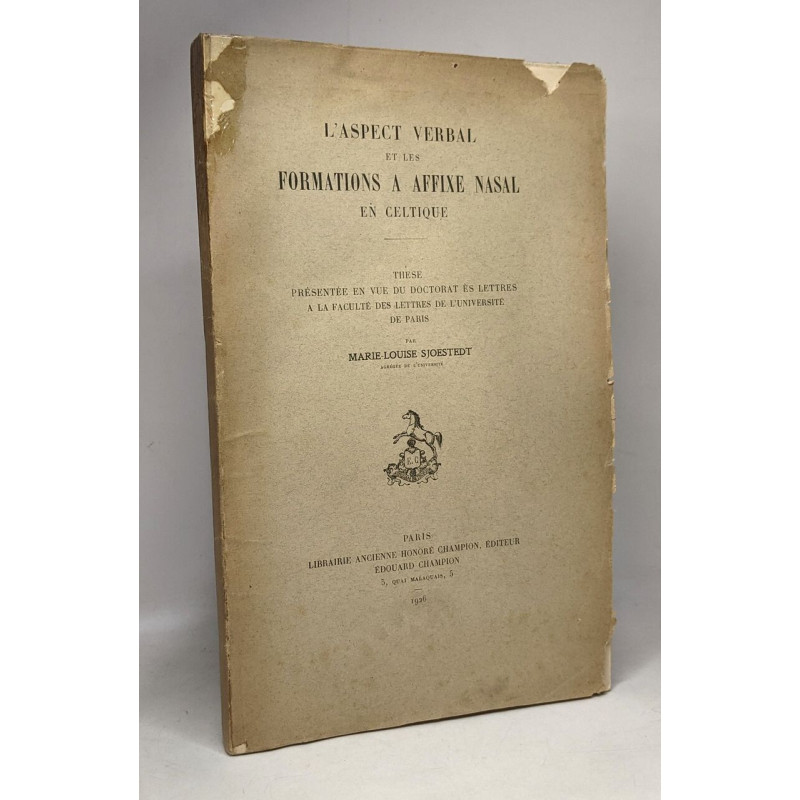 L'ASPECT VERBAL
ET LES
FORMATIONS A AFFIXE NASAL
EN CELTIQUE
THÈSE
PRÉSENTÉE EN VUE DU DOCTORAT ÈS LETTRES
A LA FACULTÉ DES LETTRES DE L'UNIVERSITÉ
DE PARIS
PAR
MARIE-LOUISE SJOESTEDT
AGRÉGÉE DE L'UNIVERSITÉ
E. C.
PARIS
LIBRAIRIE ANCIENNE HONORÉ CHAMPION, ÉDITEUR
ÉDOUARD CHAMPION
5, QUAI MALAQUAIS, 5
1926